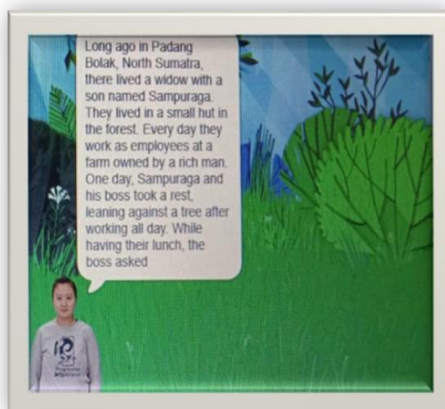 Long ago in Padang
Bolak, North Sumatra,
there lived a widow with a
son named Sampuraga.
They lived in a small hut in
the forest. Every day they
work as employees at a
farm owned by a rich man.
One day, Sampuraga and
his boss took a rest,
leaning against a tree after
working all day. While
having their lunch, the
boss asked